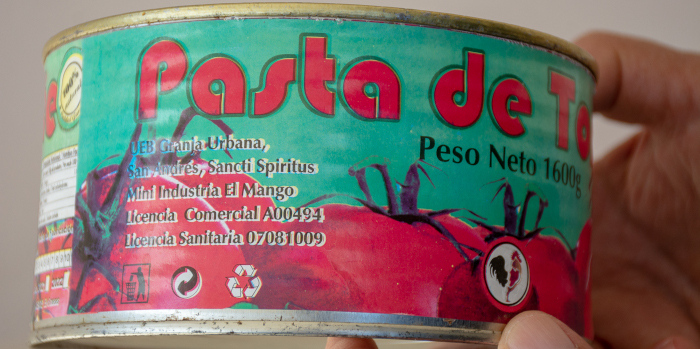 Pasta de To
Peso Neto 1600g
UEB Granja Urbana,
San Andrés, Sancti Spiritus
Mini Industria El Mango
Licencia Comercial A00494
Licencia Sanitaria 07081009